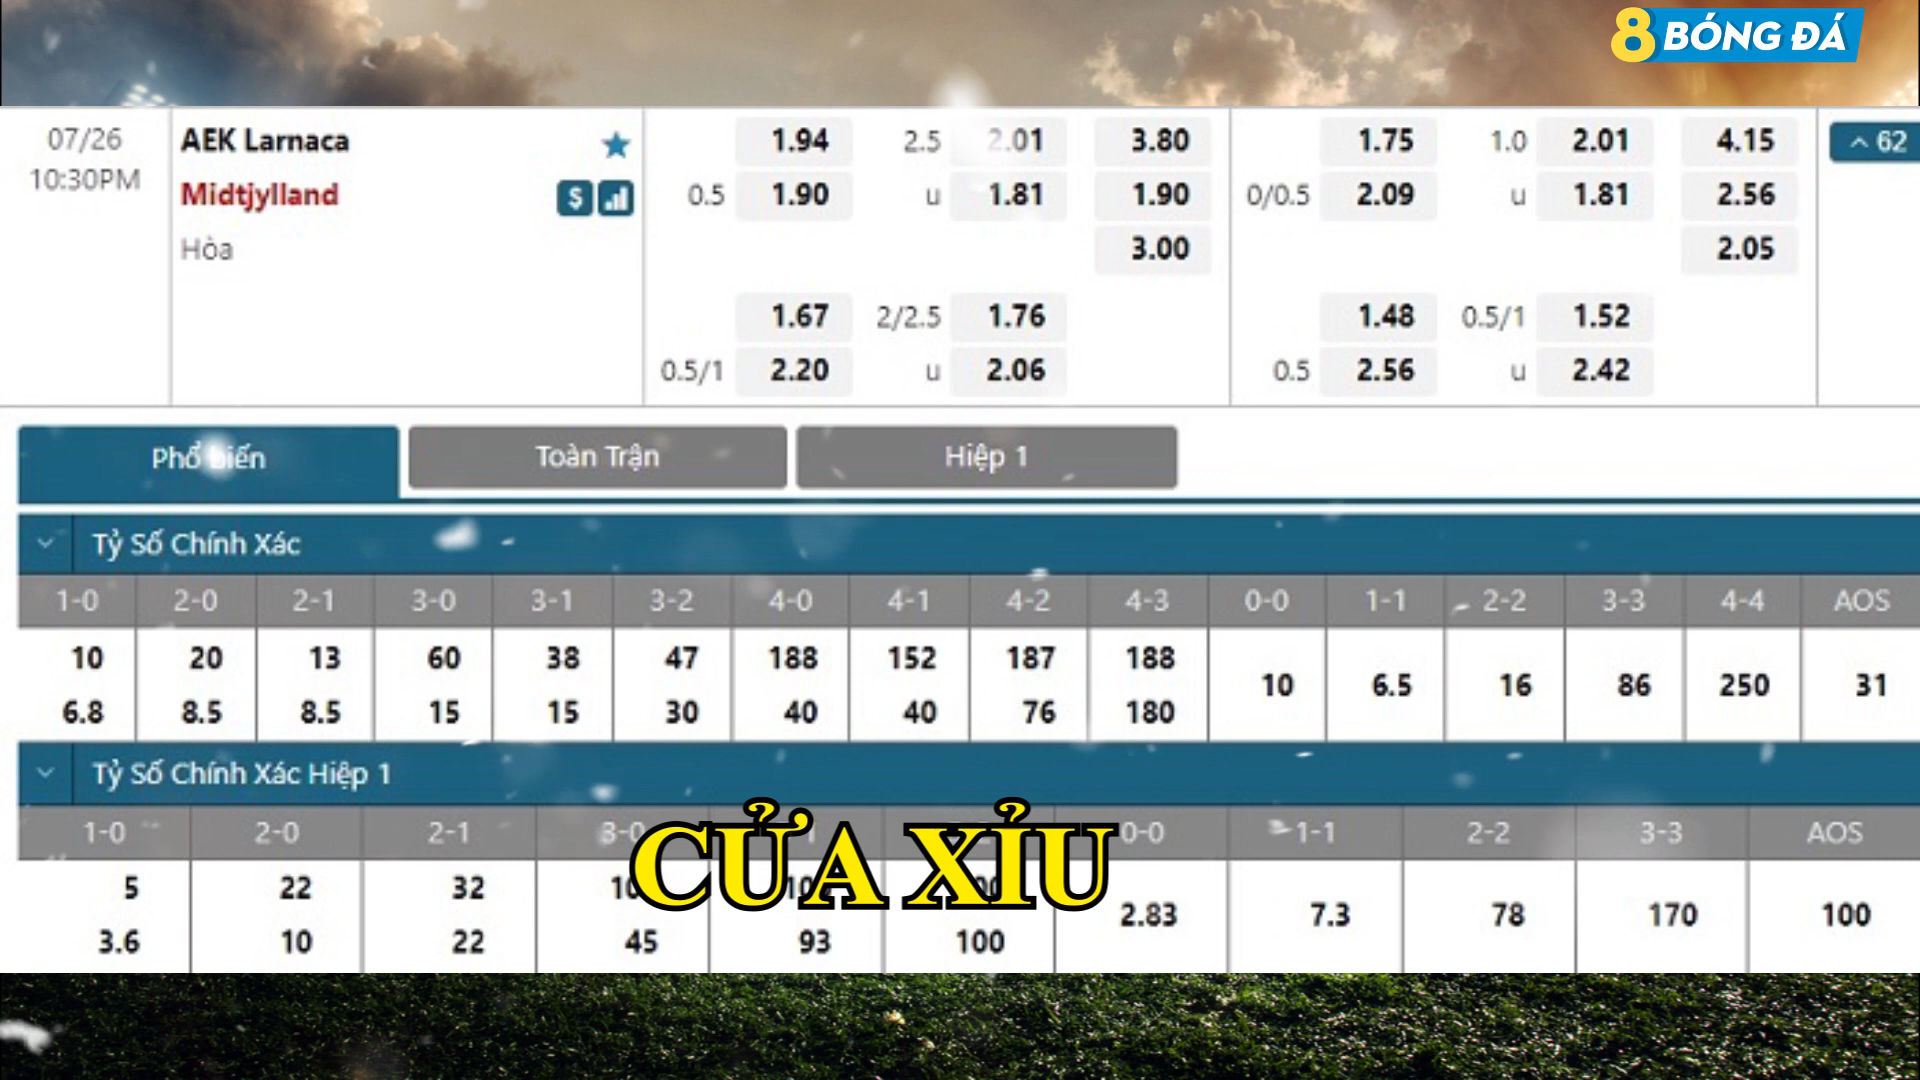 8 BÓNG ĐÁ
07/26 AEK Larnaca 1.94 2.5 2.01 3.80 1.75 1.0 2.01 4.15 62
10:30PM Midtjylland $ 0.5 1.90 u 1.81 1.90 0/0.5 2.09 u 1.81 2.56
Hòa 3.00 2.05
1.67 2/2.5 1.76 1.48 0.5/1 1.52
0.5/1 2.20 u 2.06 0.5 2.56 u 2.42
Phổ biến Toàn Trận Hiệp 1
Tỷ Số Chính Xác
1-0 2-0 2-1 3-0 3-1 3-2 4-0 4-1 4-2 4-3 0-0 1-1 2-2 3-3 4-4 AOS
10 20 13 60 38 47 188 152 187 188
10 6.5 16 86 250 31
6.8 8.5 8.5 15 15 30 40 40 76 180
Tỷ Số Chính Xác Hiệp 1
1-0 2-0 2-1 3-0 0-0 1-1 2-2 3-3 AOS
CỬA XỈU
5 22 32
2.83 7.3 78 170 100
3.6 10 22 45 93 100